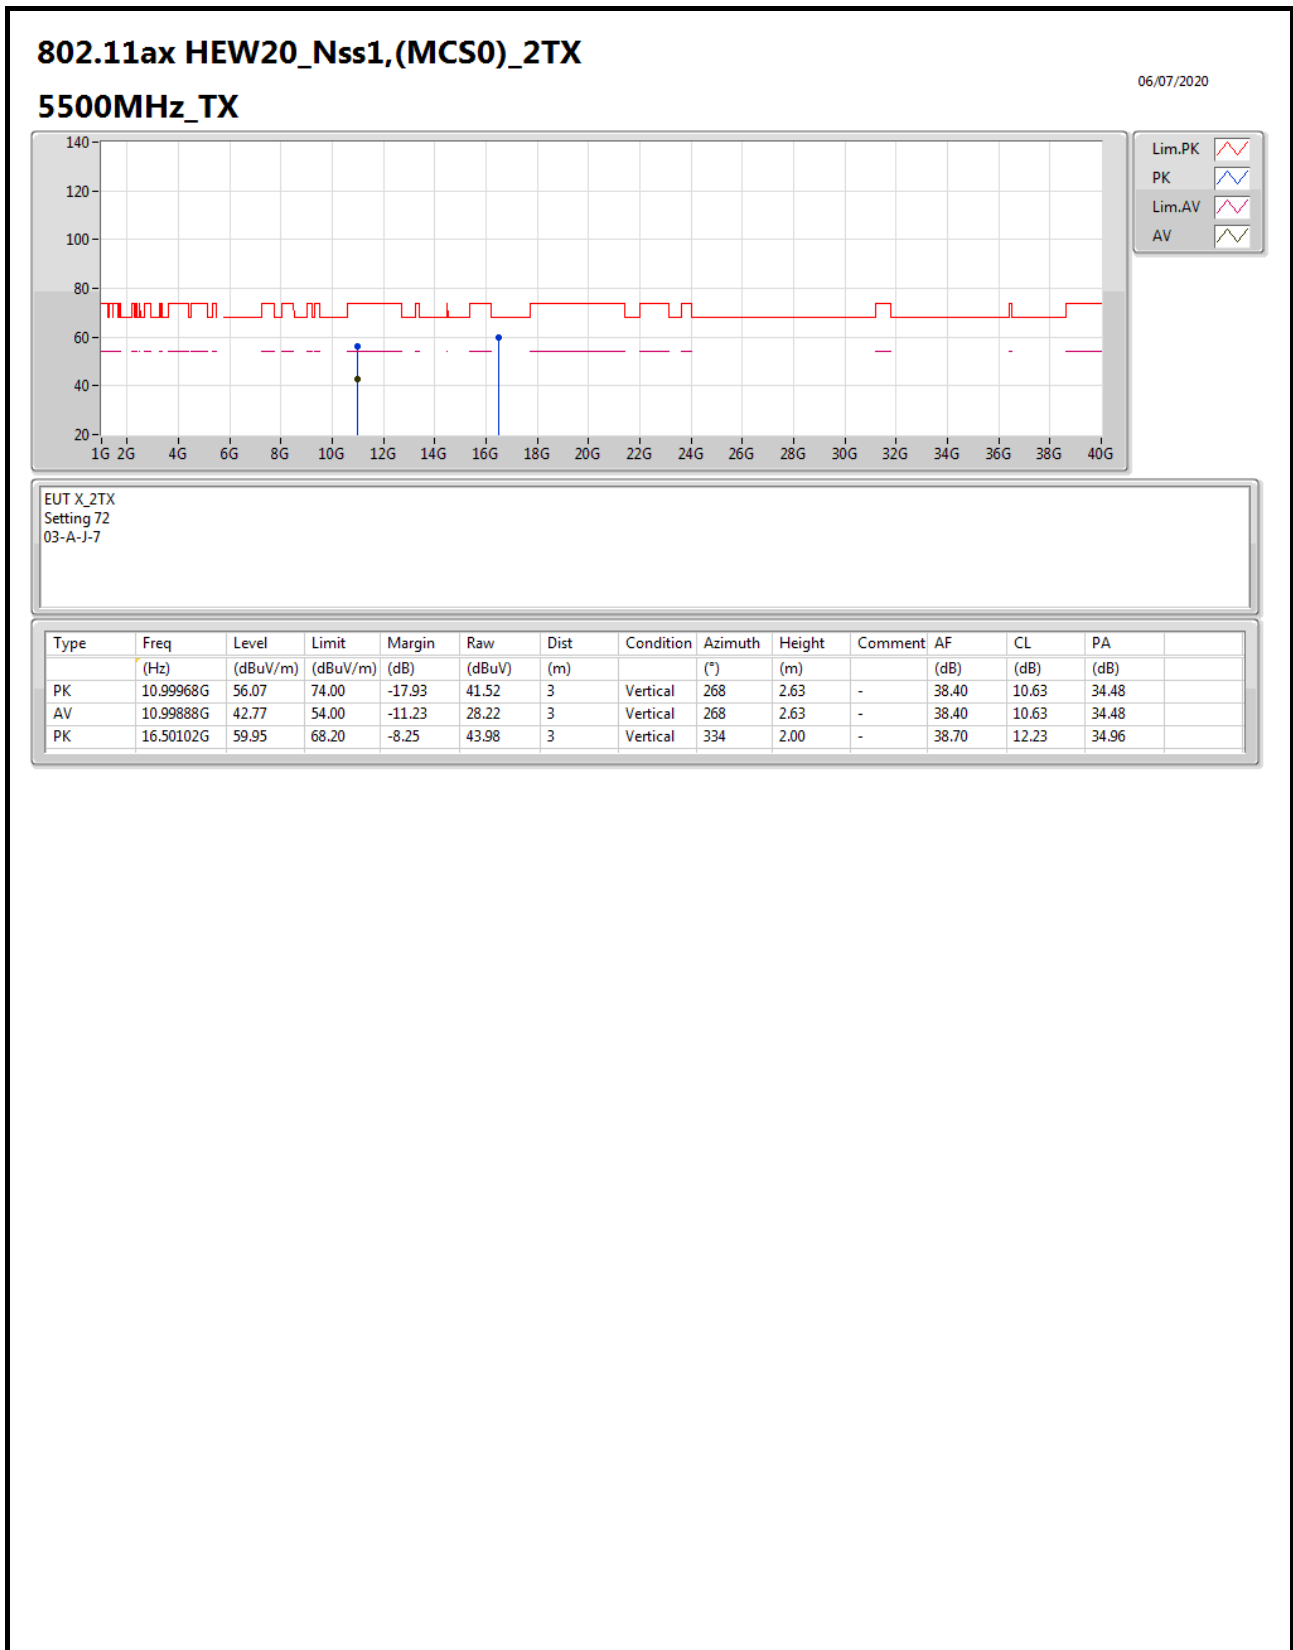 802.11ax HEW20_Nss1,(MCS0)_2TX
06/07/2020
5500MHz_TX
140
120
100
80
60
40
20
1G 2G 4G 6G 8G 10G 12G 14G 16G 18G 20G 22G 24G 26G 28G 30G 32G 34G 36G 38G 40G
Lim.PK
PK
Lim.AV
AV
EUT X_2TX
Setting 72
03-A-J-7
Type Freq Level Limit Margin Raw Dist Condition Azimuth Height Comment AF CL PA
(Hz) (dBuV/m) (dBuV/m) (dB) (dBuV) (m) (°) (m) (dB) (dB) (dB)
PK 10.99968G 56.07 74.00 -17.93 41.52 3 Vertical 268 2.63 - 38.40 10.63 34.48
AV 10.99888G 42.77 54.00 -11.23 28.22 3 Vertical 268 2.63 - 38.40 10.63 34.48
PK 16.50102G 59.95 68.20 -8.25 43.98 3 Vertical 334 2.00 - 38.70 12.23 34.96